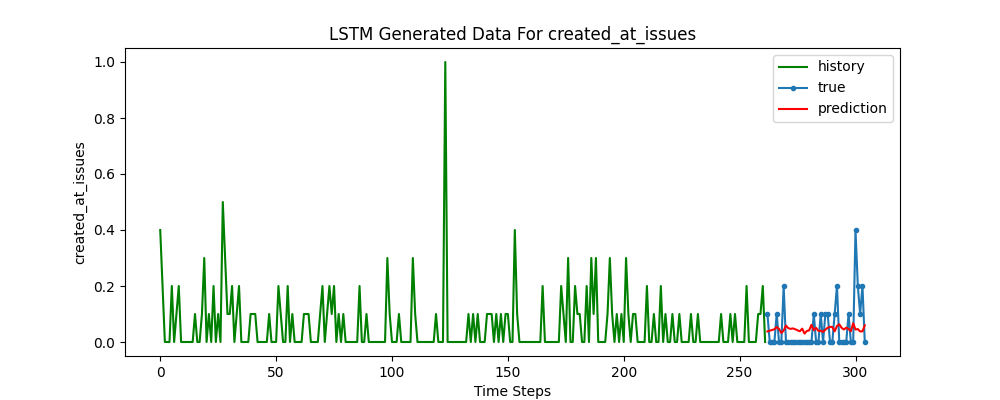 LSTM Generated Data For created_at_issues
history
true
prediction
1.0
0.8
0.6
0.4
0.2
0.0
created_at_issues
0 50 100 150 200 250 300
Time Steps